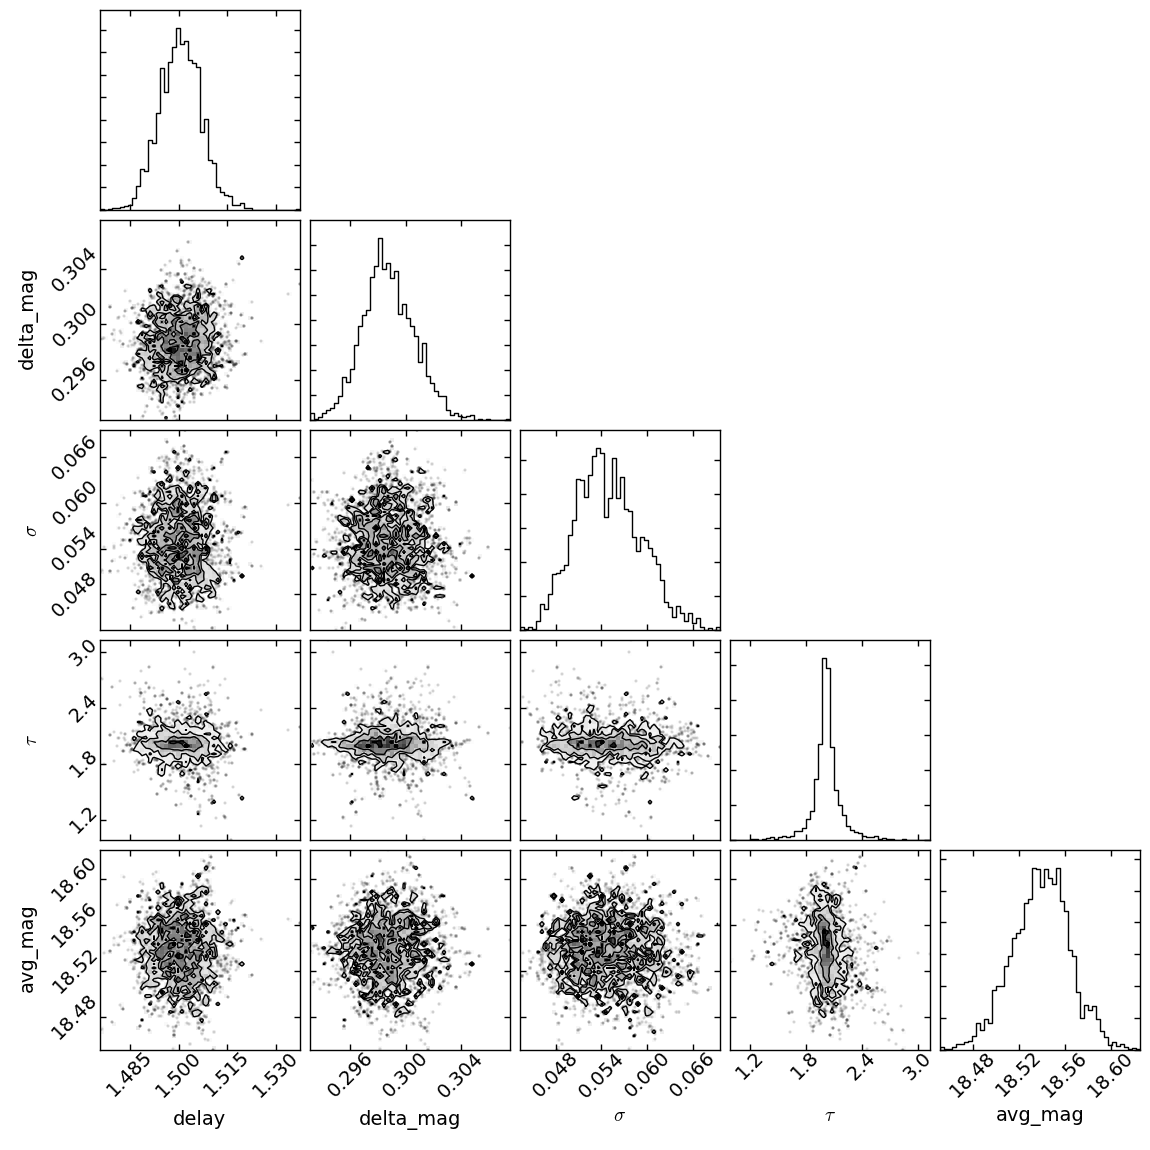 delta_mag
0.304
0.300
0.296
σ
0.066
0.060
0.054
0.048
τ
3.0
2.4
1.8
1.2
avg_mag
18.60
18.56
18.52
18.48
1.485 1.500 1.515 1.530
0.296 0.300 0.304
0.048 0.054 0.060 0.066
1.2 1.8 2.4 3.0
18.48 18.52 18.56 18.60
delay delta_mag σ τ avg_mag